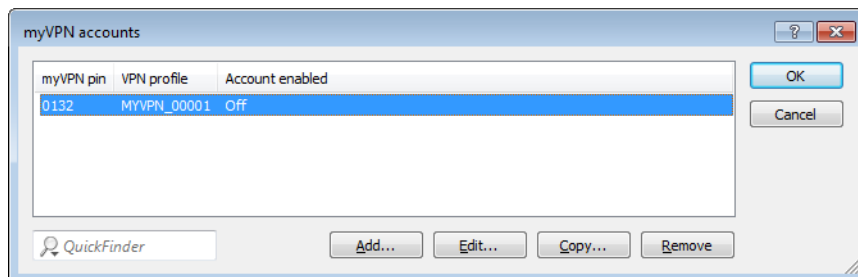 myVPN accounts
myVPN pin VPN profile Account enabled
0132 MYVPN_00001 Off
OK
Cancel
QuickFinder
Add... Edit... Copy... Remove